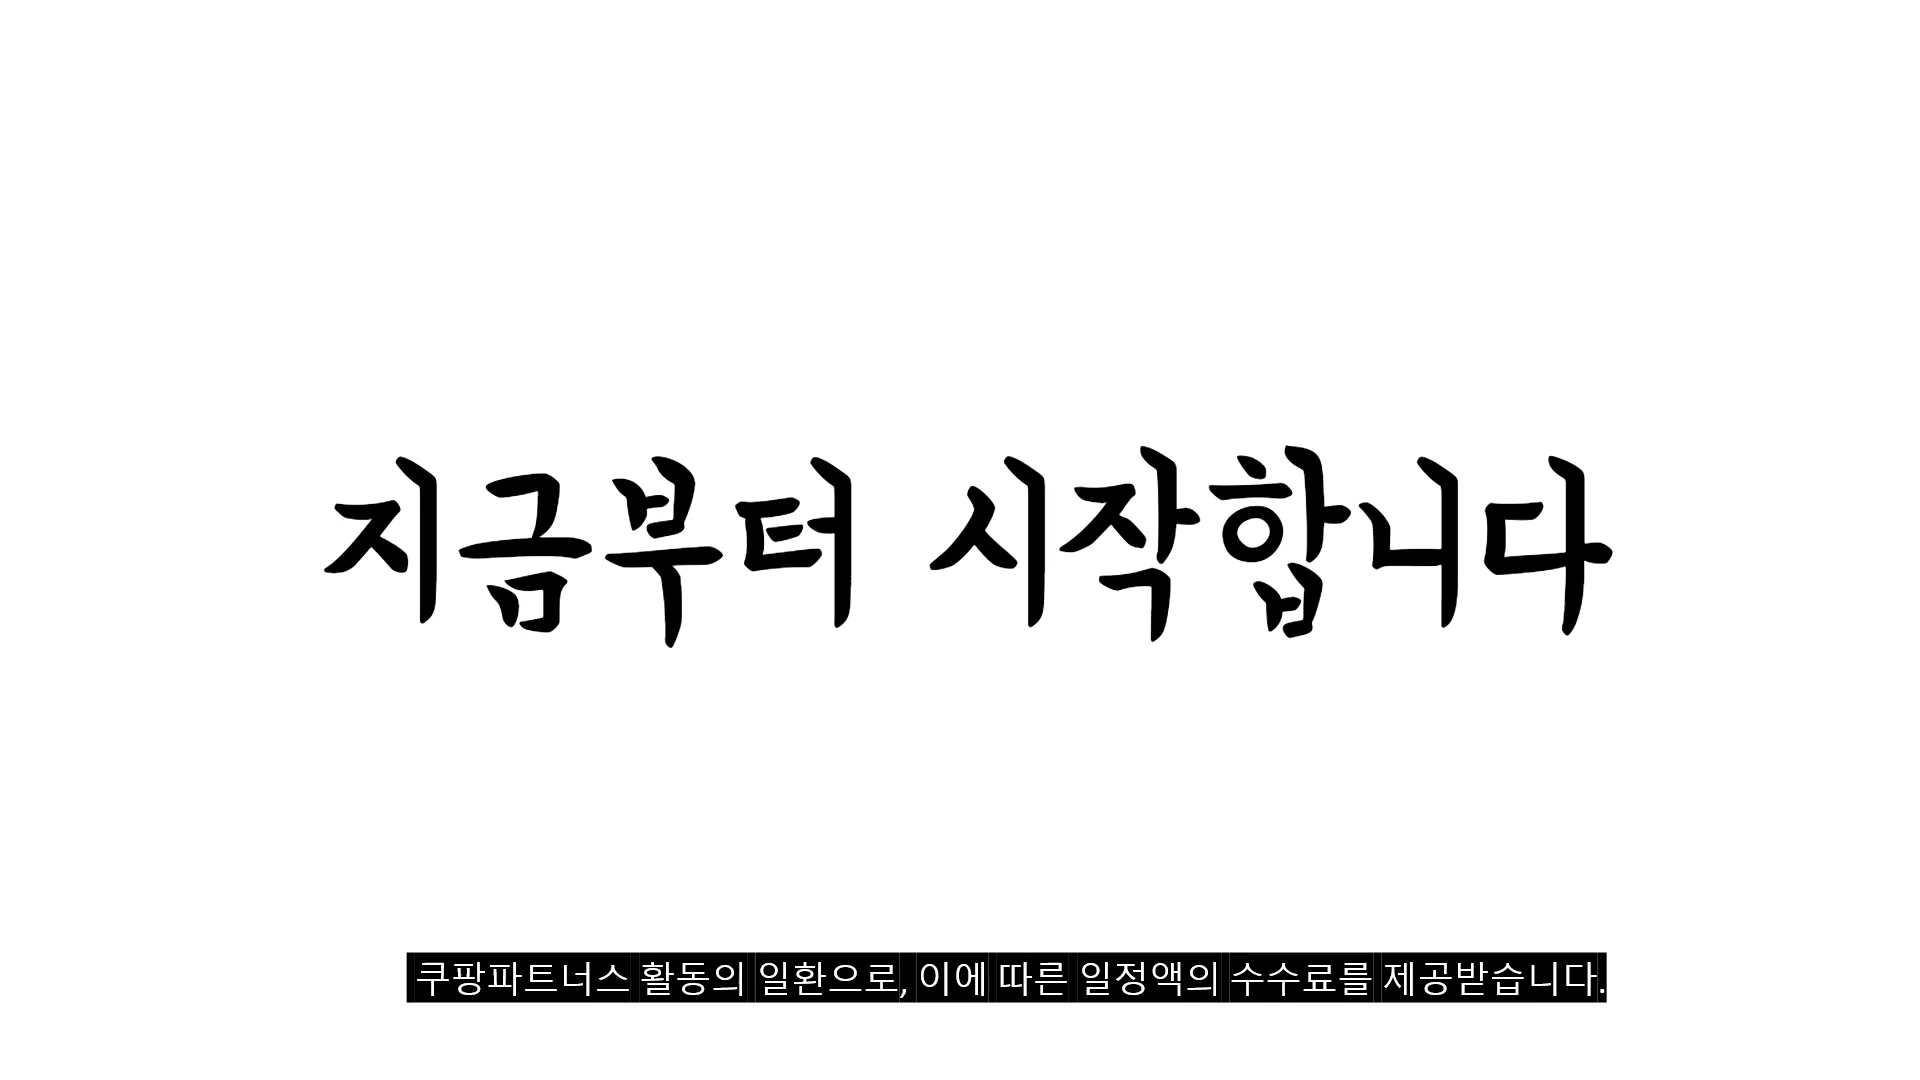 지금부터 시작합니다
쿠팡파트너스 활동의 일환으로, 이에 따른 일정액의 수수료를 제공받습니다.